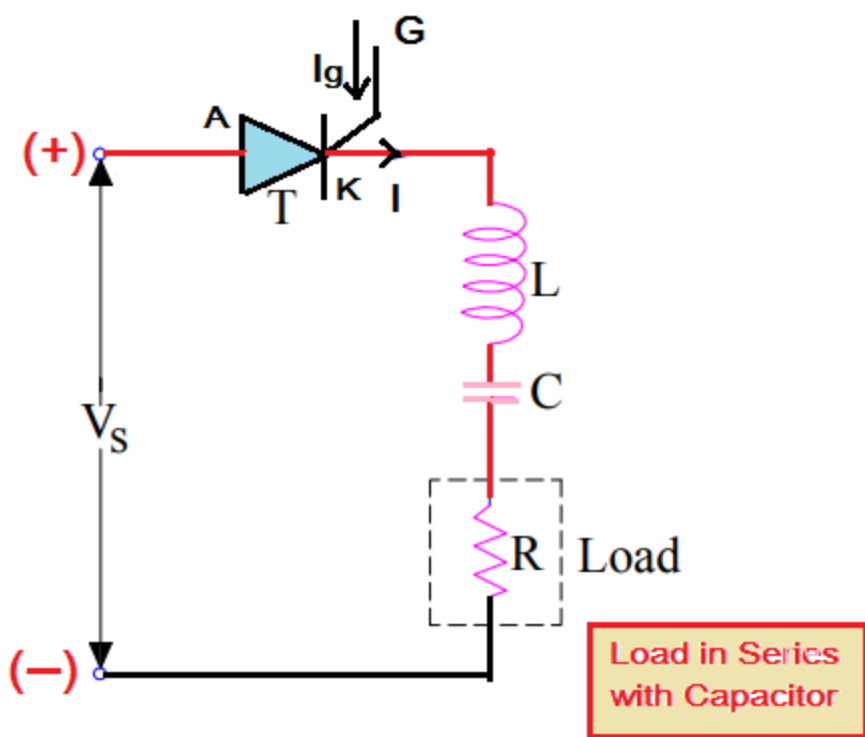 G
Ig
A
(+)
K
I
T
L
C
Vs
R
Load
(–)
Load in Series
with Capacitor